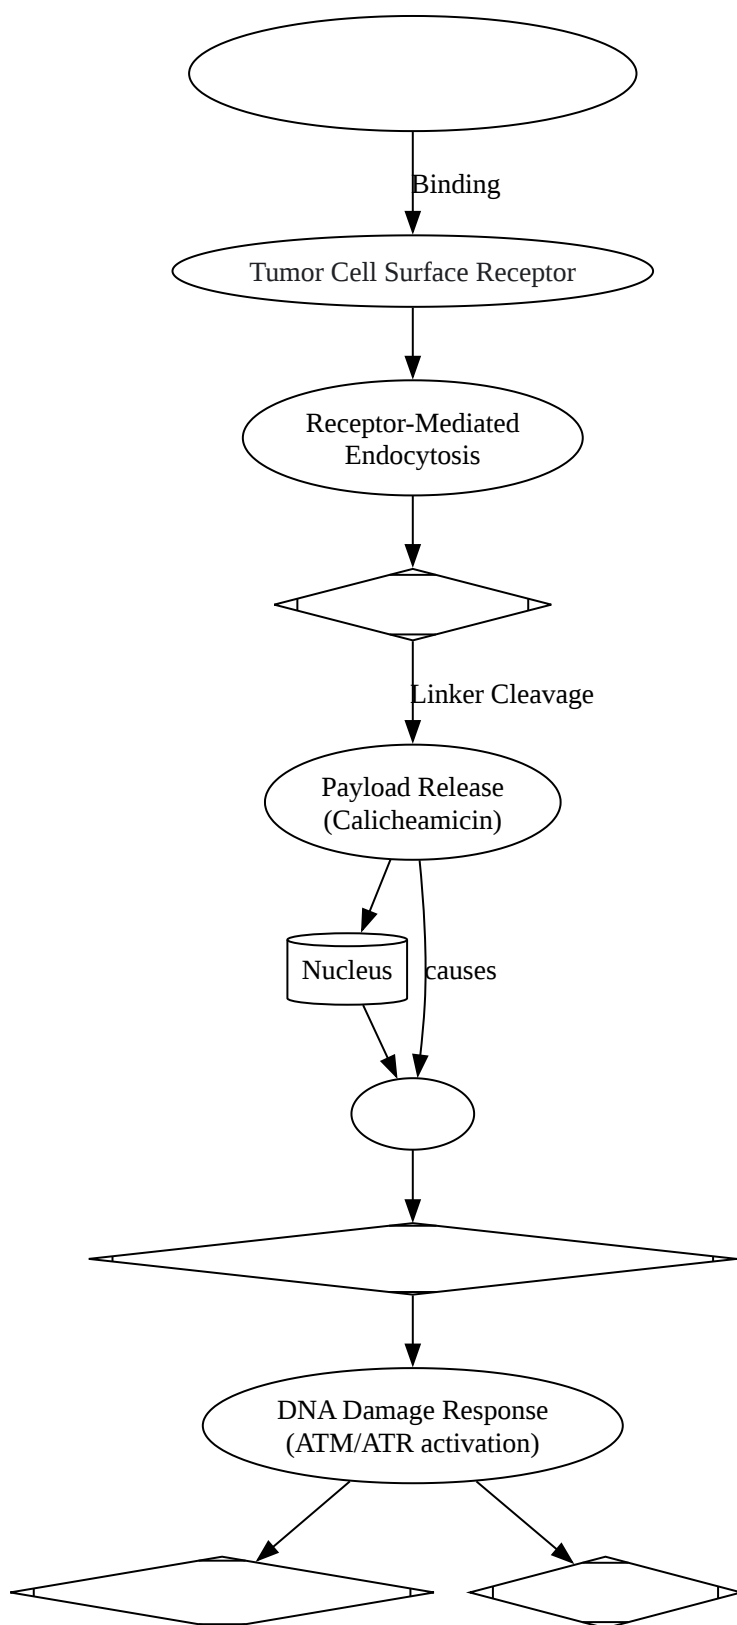 Binding
Tumor Cell Surface Receptor
Receptor-Mediated
Endocytosis
Linker Cleavage
Payload Release
(Calicheamicin)
Nucleus
causes
DNA Damage Response
(ATM/ATR activation)